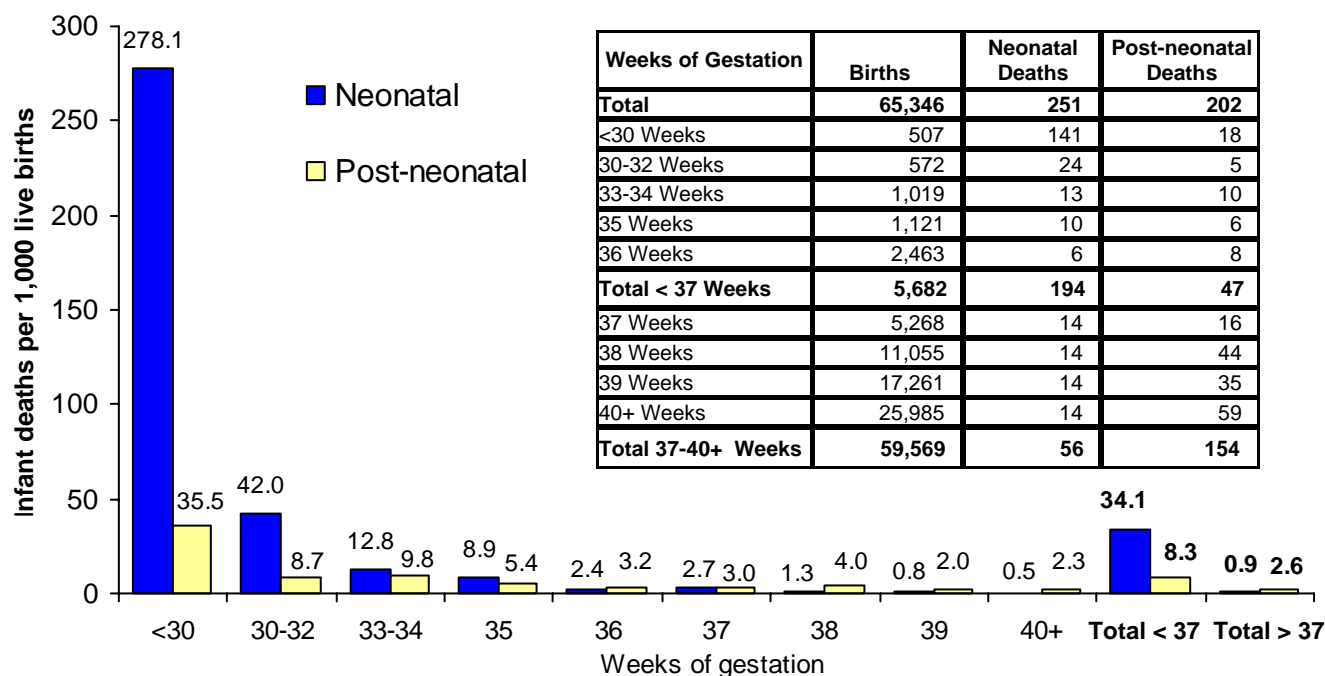 300
250
200
150
100
50
0
Infant deaths per 1,000 live births
Neonatal
Post-neonatal
Weeks of Gestation Births Neonatal Deaths Post-neonatal Deaths
Total 65,346 251 202
<30 Weeks 507 141 18
30-32 Weeks 572 24 5
33-34 Weeks 1,019 13 10
35 Weeks 1,121 10 6
36 Weeks 2,463 6 8
Total < 37 Weeks 5,682 194 47
37 Weeks 5,268 14 16
38 Weeks 11,055 14 44
39 Weeks 17,261 14 35
40+ Weeks 25,985 14 59
Total 37-40+ Weeks 59,569 56 154
278.1 35.5 42.0 8.7 12.8 9.8 8.9 5.4 2.4 3.2 2.7 3.0 1.3 4.0 0.8 2.0 0.5 2.3 34.1 8.3 0.9 2.6
<30 30-32 33-34 35 36 37 38 39 40+ Total < 37 Total > 37
Weeks of gestation